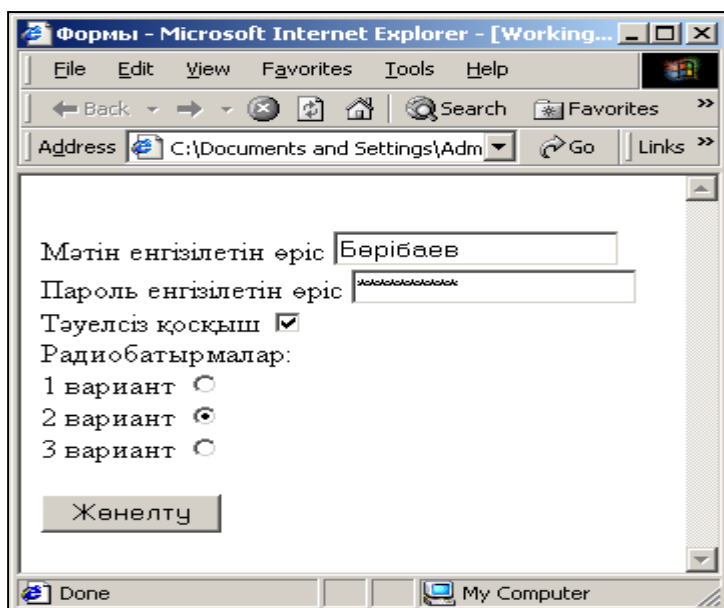 Формы - Microsoft Internet Explorer - [Working...
File Edit View Favorites Tools Help
Back Search Favorites »
Address C:\Documents and Settings\Adm Go Links »
Мәтін енгізілетін өріс Бөрібаев
Пароль енгізілетін өріс ***********
Тәуелсіз қосқыш
Радиобатырмалар:
1 вариант
2 вариант
3 вариант
Жөнелту
Done My Computer